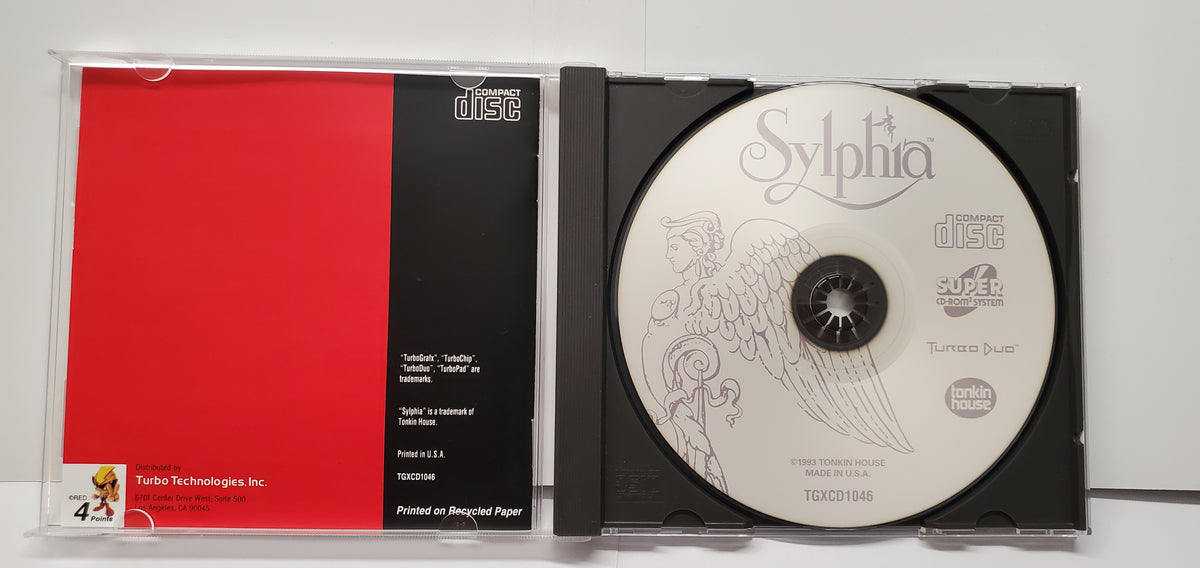 COMPACT
disc
"TurboGrafx", "TurboChip",
"TurboDuo", "TurboPad" are
trademarks.
"Sylphia" is a trademark of
Tonkin House.
Printed in U.S.A.
TGXCD1046
Printed on Recycled Paper
Distributed by
Turbo Technologies, Inc.
6701 Center Drive West, Suite 500
Los Angeles, CA 90045
©RED
4 Points
Sylphia™
COMPACT
disc
SUPER
CD-ROM² SYSTEM
TURBO DUO™
tonkin
house
©1993 TONKIN HOUSE
MADE IN U.S.A.
TGXCD1046